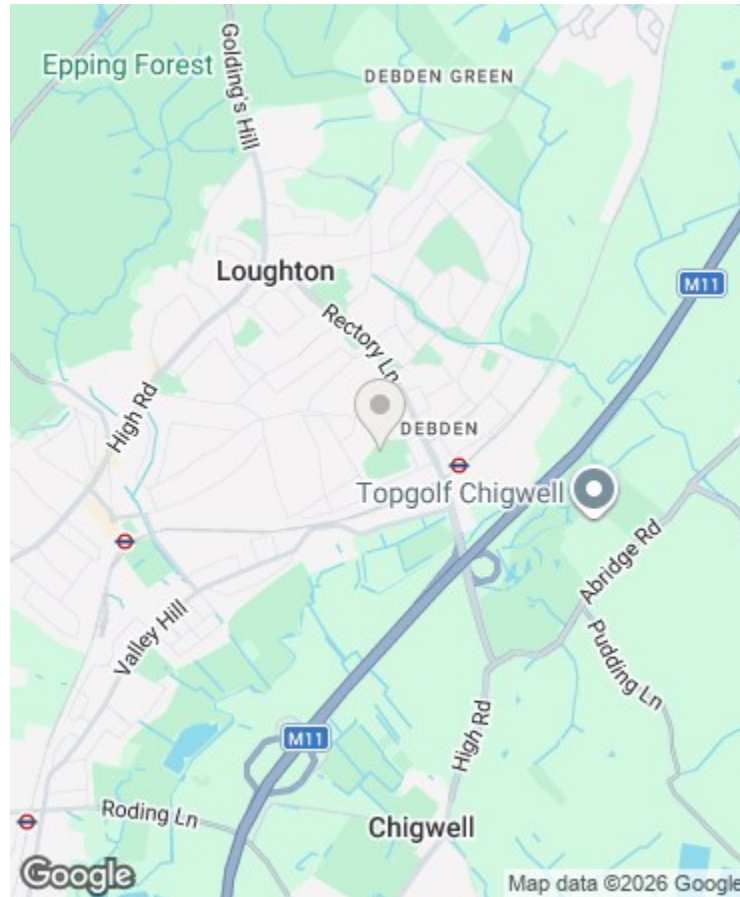 Epping Forest
Golding's Hill
DEBDEN GREEN
Loughton
M11
Rectory Ln
High Rd
DEBDEN
Topgolf Chigwell
Abridge Rd
Valley Hill
Pudding Ln
M11
High Rd
Roding Ln
Chigwell
Google
Map data ©2026 Google